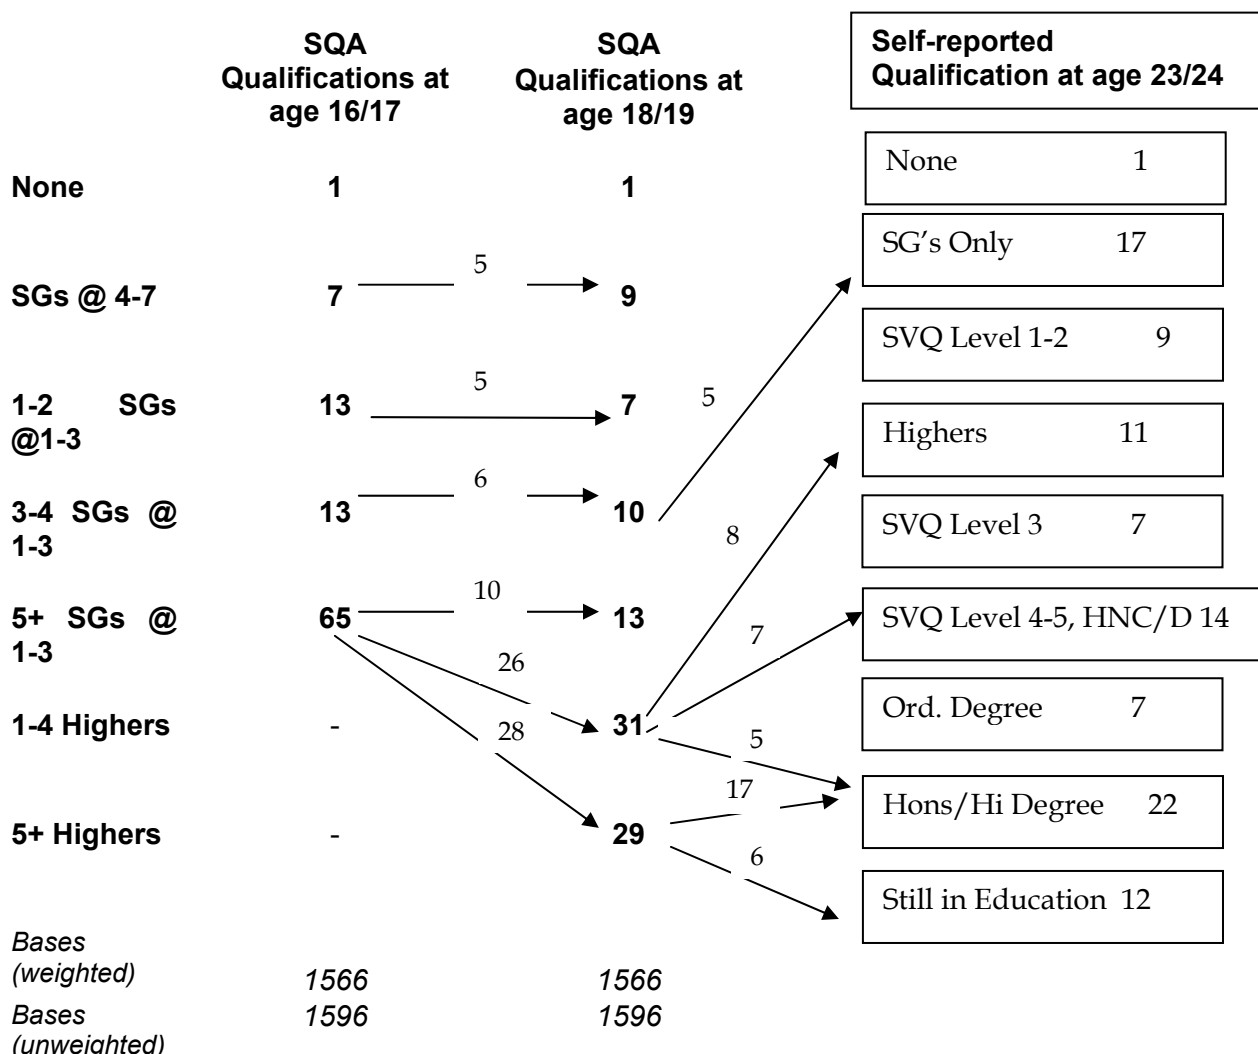 SQA
Qualifications at
age 16/17
SQA
Qualifications at
age 18/19
Self-reported
Qualification at age 23/24
None 1 1
None 1
SG's Only 17
5
SGs @ 4-7 7 9
SVQ Level 1-2 9
5
5
1-2 SGs
@1-3
13 7
Highers 11
6
3-4 SGs @
1-3
13 10
8
SVQ Level 3 7
10
5+ SGs @
1-3
65 13
SVQ Level 4-5, HNC/D 14
7
26
Ord. Degree 7
1-4 Highers - 31
28
5
17
Hons/Hi Degree 22
5+ Highers - 29
6
Still in Education 12
Bases
(weighted)
1566 1566
Bases
(unweighted)
1596 1596